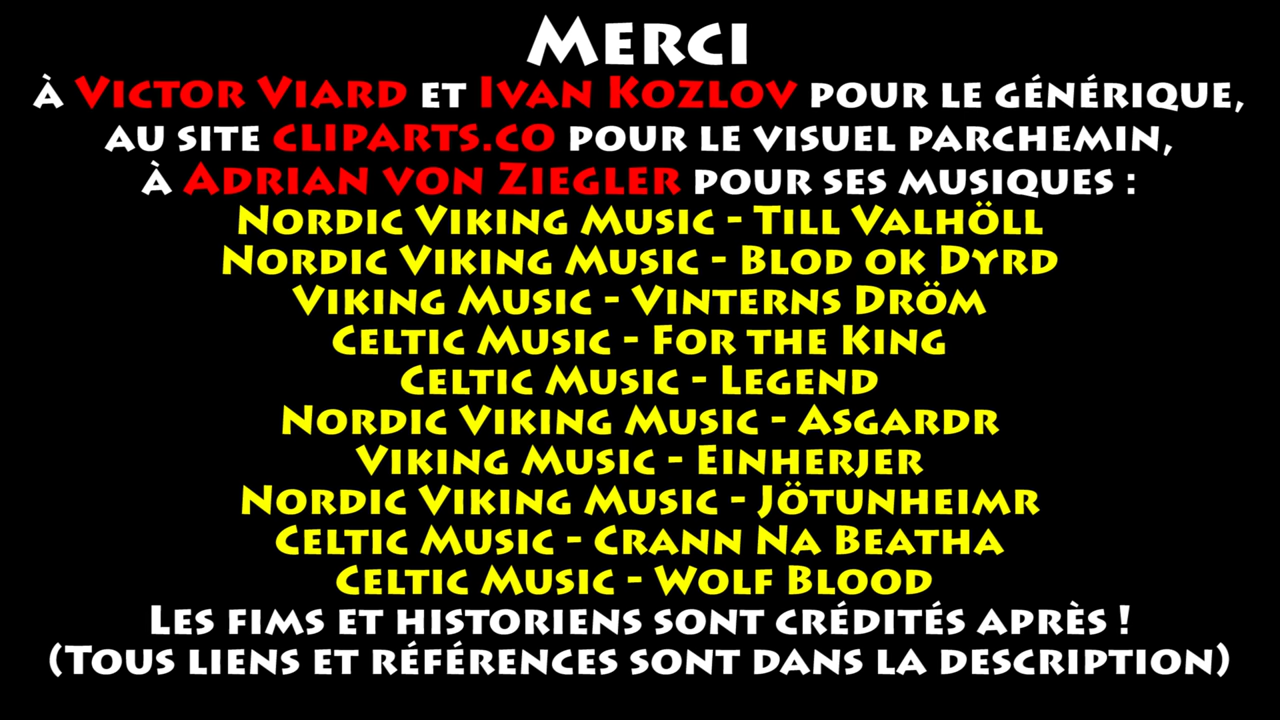 Merci
à Victor Viard et Ivan Kozlov pour le générique,
au site cliparts.co pour le visuel parchemin,
à Adrian von Ziegler pour ses musiques :
Nordic Viking Music - Till Valhöll
Nordic Viking Music - Blod ok Dyrd
Viking Music - Vinterns Dröm
Celtic Music - For the King
Celtic Music - Legend
Nordic Viking Music - Asgardr
Viking Music - Einherjer
Nordic Viking Music - Jötunheimr
Celtic Music - Crann Na Beatha
Celtic Music - Wolf Blood
Les fims et historiens sont crédités après !
(Tous liens et références sont dans la description)